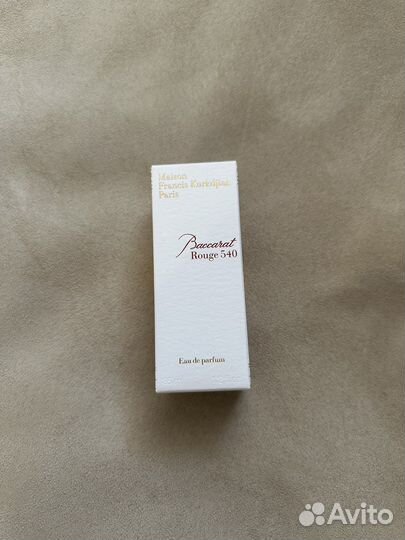 Maison
Francis Kurkdjian
Paris
Baccarat
Rouge 540
Eau de parfum
Avito